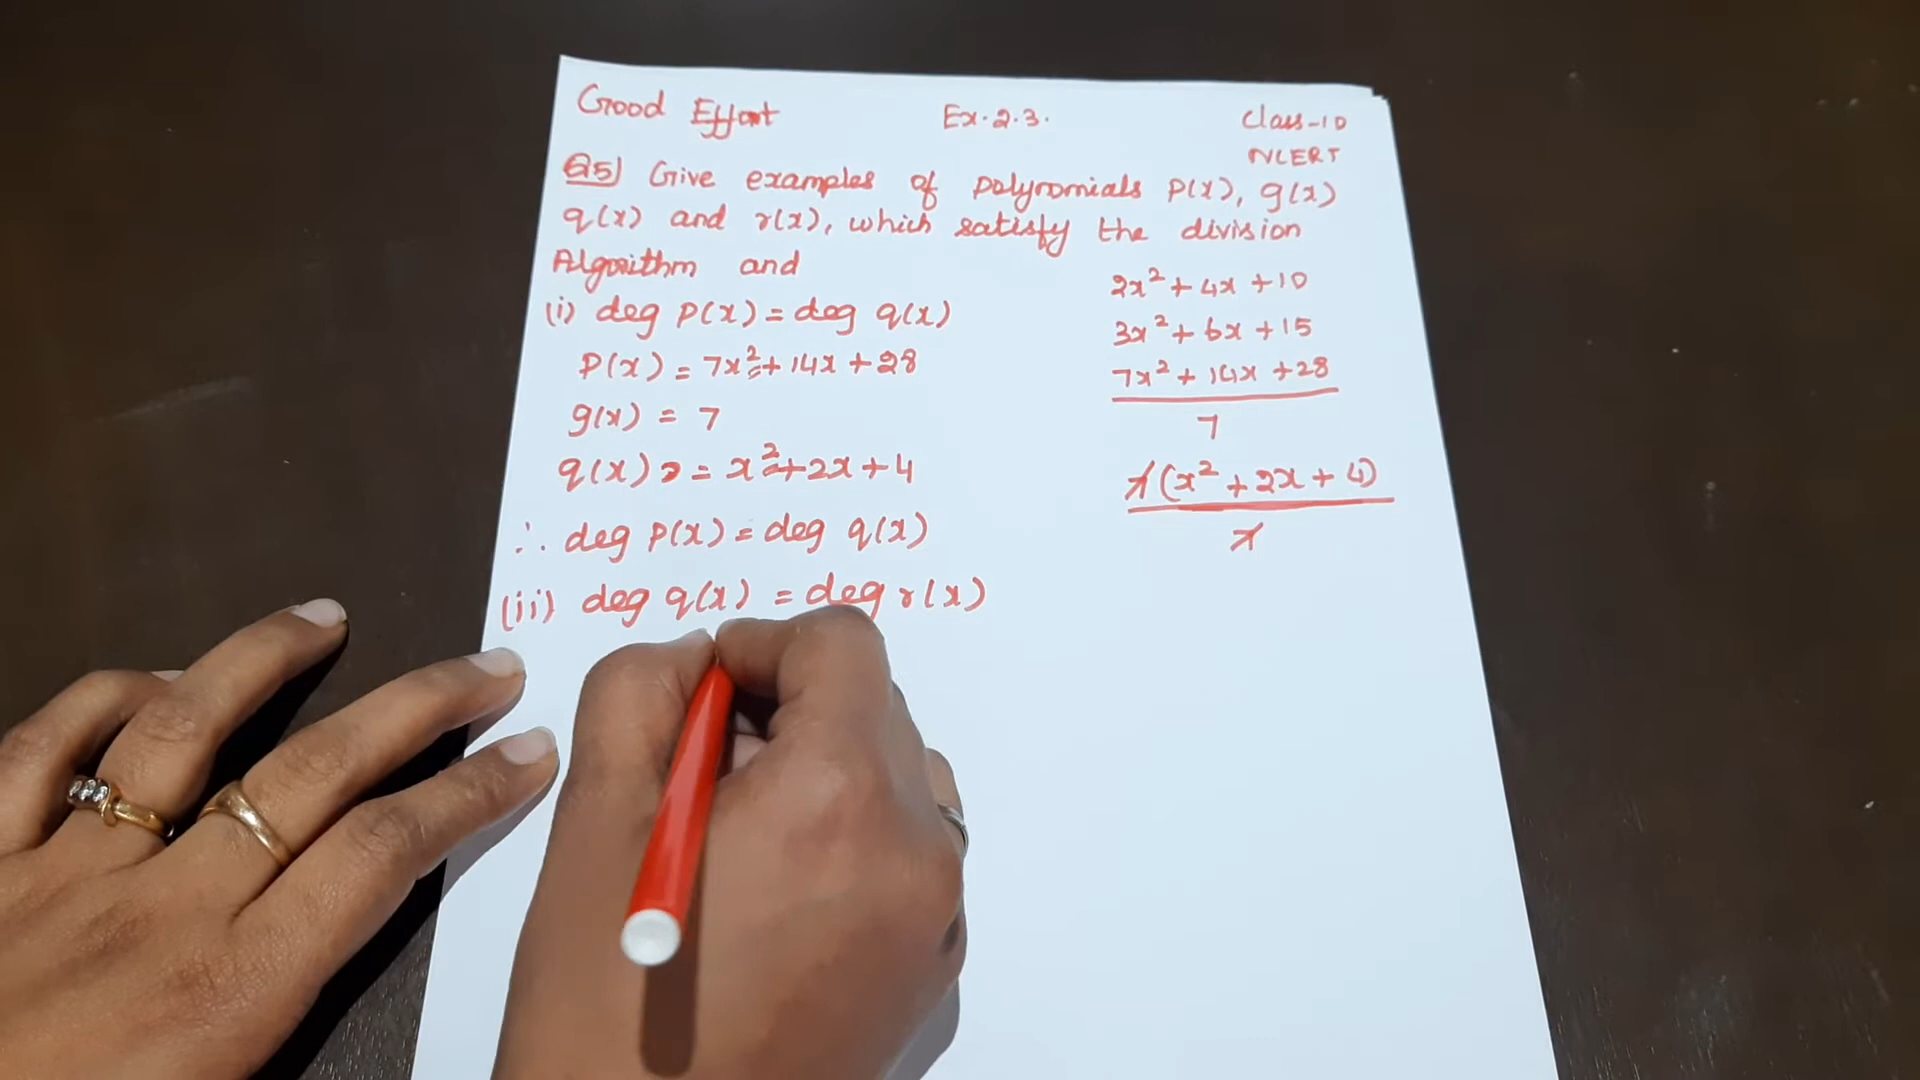 Good Effort
Ex.2.3.
Class-10
NCERT
Q5) Give examples of polynomials P(x), g(x)
q(x) and r(x), which satisfy the division
Algorithm and
(i) deg P(x) = deg q(x)
P(x) = 7x²+14x+28
g(x) = 7
q(x) = x²+2x+4
∴ deg P(x) = deg q(x)
(ii) deg q(x) = deg r(x)
2x²+4x+10
3x²+6x+15
7x²+14x+28
7
7(x²+2x+4)
7